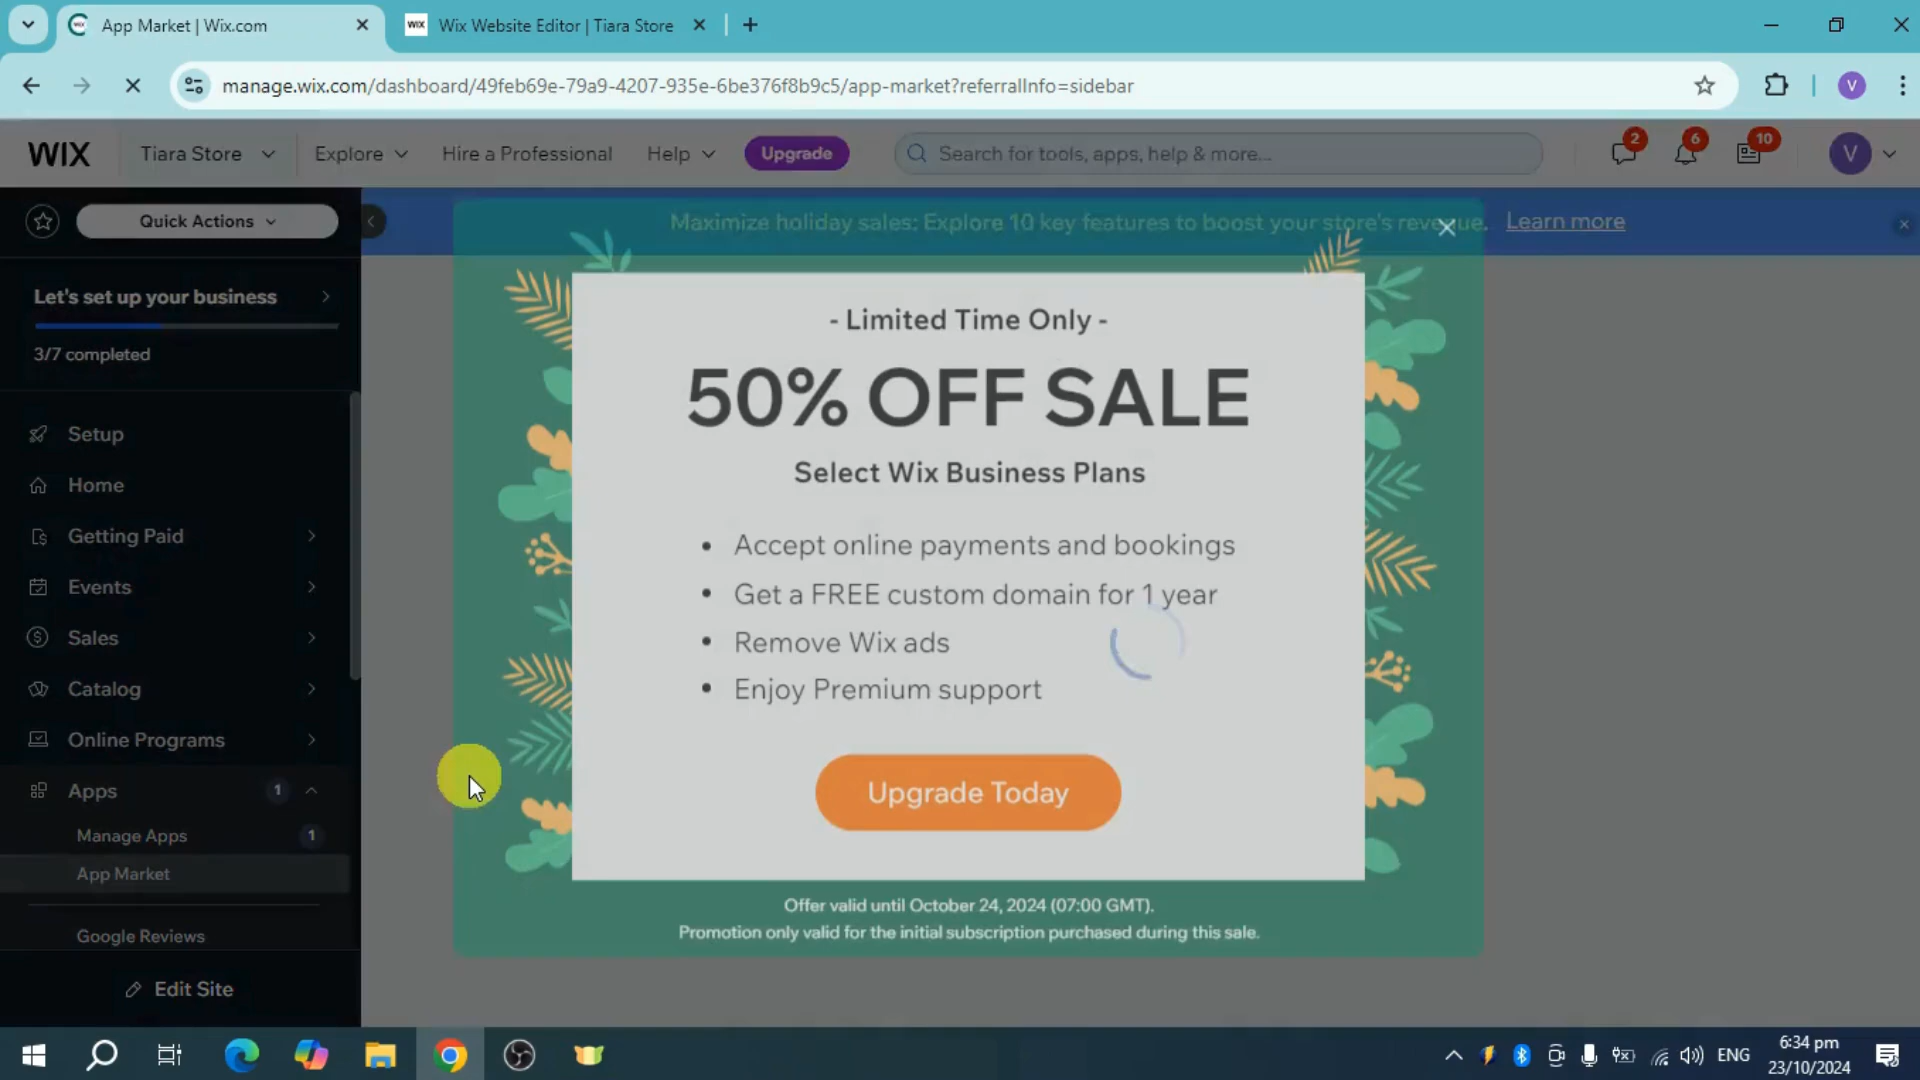 App Market | Wix.com
WIX Wix Website Editor | Tiara Store
manage.wix.com/dashboard/49feb69e-79a9-4207-935e-6be376f8b9c5/app-market?referralInfo=sidebar
V
WIX
Tiara Store
Explore
Hire a Professional
Help
Upgrade
Search for tools, apps, help & more...
2
6
10
V
Quick Actions
Maximize holiday sales: Explore 10 key features to boost your store's revenue. Learn more
Let's set up your business
3/7 completed
Setup
Home
Getting Paid
Events
Sales
Catalog
Online Programs
Apps 1
Manage Apps 1
App Market
Google Reviews
Edit Site
- Limited Time Only -
50% OFF SALE
Select Wix Business Plans
• Accept online payments and bookings
• Get a FREE custom domain for 1 year
• Remove Wix ads
• Enjoy Premium support
Upgrade Today
Offer valid until October 24, 2024 (07:00 GMT).
Promotion only valid for the initial subscription purchased during this sale.
ENG
6:34 pm
23/10/2024